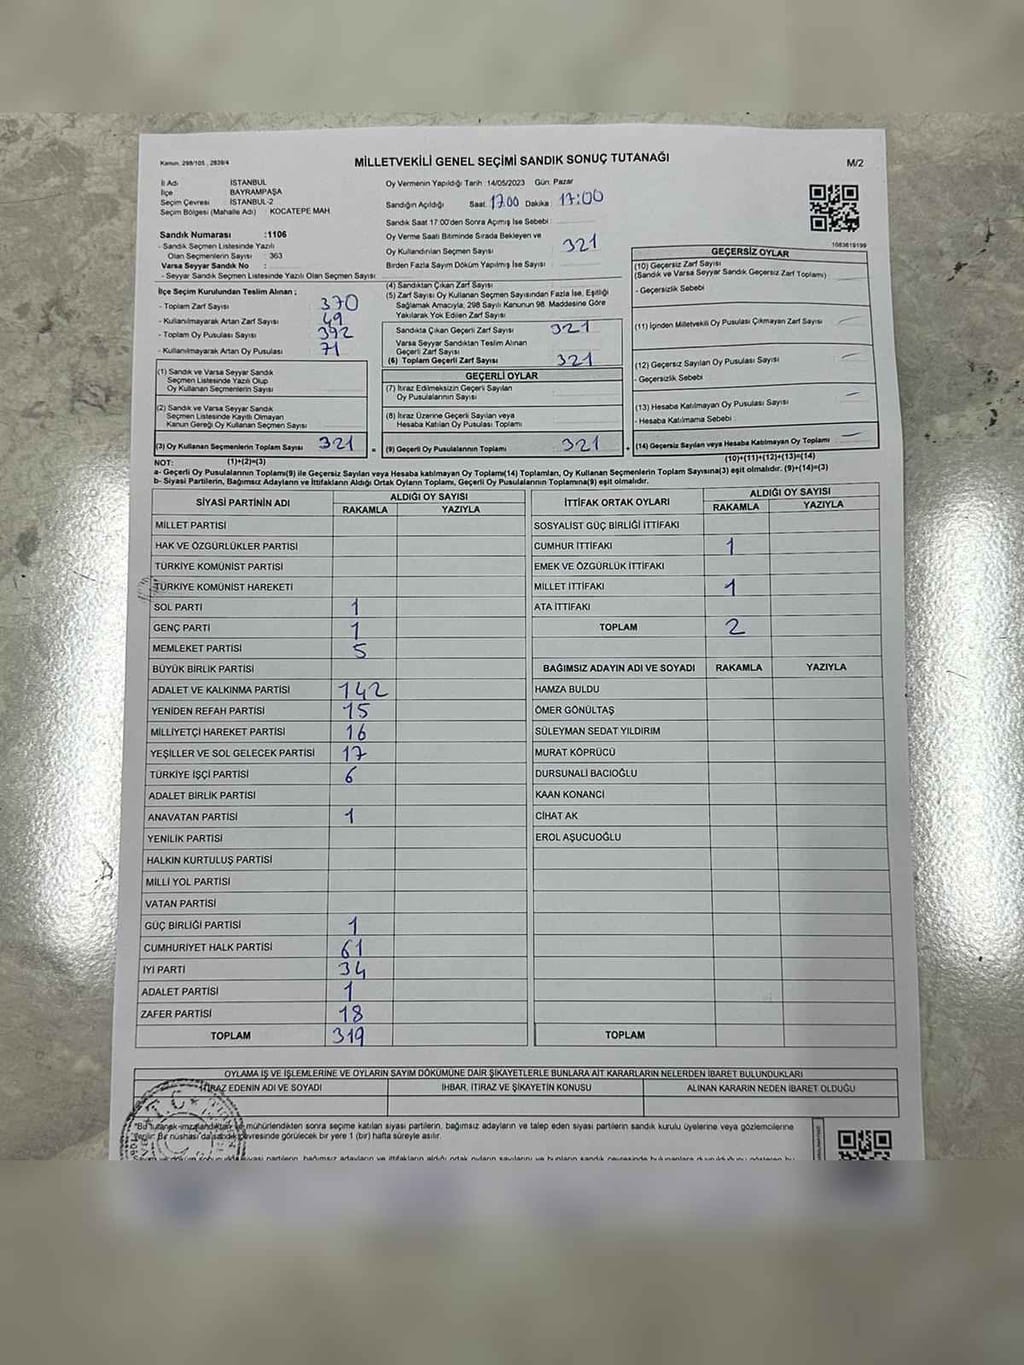 Kanun. 298/105 , 2839/4
MİLLETVEKİLİ GENEL SEÇİMİ SANDIK SONUÇ TUTANAĞI
M/2
İl Adı İSTANBUL
İlçe BAYRAMPAŞA
Seçim Çevresi İSTANBUL-2
Seçim Bölgesi (Mahalle Adı) KOCATEPE MAH
Sandık Numarası :1106
- Sandık Seçmen Listesinde Yazılı
Olan Seçmenlerin Sayısı : 363
Varsa Seyyar Sandık No :
- Seyyar Sandık Seçmen Listesinde Yazılı Olan Seçmen Sayısı:
Oy Vermenin Yapıldığı Tarih :14/05/2023 Gün: Pazar
Sandığın Açıldığı Saat: 17.00 Dakika : 17:00
Sandık Saat 17.00'den Sonra Açılmış İse Sebebi :
Oy Verme Saati Bitiminde Sırada Bekleyen ve
Oy Kullandırılan Seçmen Sayısı : 321
Birden Fazla Sayım Döküm Yapılmış İse Sayısı :
1083619199
İlçe Seçim Kurulundan Teslim Alınan ;
- Toplam Zarf Sayısı : 370
- Kullanılmayarak Artan Zarf Sayısı : 49
- Toplam Oy Pusulası Sayısı : 392
- Kullanılmayarak Artan Oy Pusulası : 71
(1) Sandık ve Varsa Seyyar Sandık
Seçmen Listesinde Yazılı Olup
Oy Kullanan Seçmenlerin Sayısı
(2) Sandık ve Varsa Seyyar Sandık
Seçmen Listesinde Kayıtlı Olmayan
Kanun Gereği Oy Kullanan Seçmen Sayısı
(3) Oy Kullanan Seçmenlerin Toplam Sayısı 321
(4) Sandıktan Çıkan Zarf Sayısı
(5) Zarf Sayısı Oy Kullanan Seçmen Sayısından Fazla İse, Eşitliği
Sağlamak Amacıyla, 298 Sayılı Kanunun 98. Maddesine Göre
Yakılarak Yok Edilen Zarf Sayısı
Sandıkta Çıkan Geçerli Zarf Sayısı : 321
Varsa Seyyar Sandıktan Teslim Alınan
Geçerli Zarf Sayısı :
(6) Toplam Geçerli Zarf Sayısı : 321
GEÇERLİ OYLAR
(7) İtiraz Edilmeksizin Geçerli Sayılan
Oy Pusulalarının Sayısı :
(8) İtiraz Üzerine Geçerli Sayılan veya
Hesaba Katılan Oy Pusulası Toplamı :
= (9) Geçerli Oy Pusulalarının Toplamı : 321
GEÇERSİZ OYLAR
(10) Geçersiz Zarf Sayısı
(Sandık ve Varsa Seyyar Sandık Geçersiz Zarf Toplamı)
- Geçersizlik Sebebi :
(11) İçinden Milletvekili Oy Pusulası Çıkmayan Zarf Sayısı :
(12) Geçersiz Sayılan Oy Pusulası Sayısı :
- Geçersizlik Sebebi :
(13) Hesaba Katılmayan Oy Pusulası Sayısı :
- Hesaba Katılmama Sebebi :
+ (14) Geçersiz Sayılan veya Hesaba Katılmayan Oy Toplamı :
NOT: (1)+(2)=(3)
(10)+(11)+(12)+(13)=(14)
a- Geçerli Oy Pusulalarının Toplamı(9) ile Geçersiz Sayılan veya Hesaba katılmayan Oy Toplamı(14) Toplamları, Oy Kullanan Seçmenlerin Toplam Sayısına(3) eşit olmalıdır. (9)+(14)=(3)
b- Siyasi Partilerin, Bağımsız Adayların ve İttifakların Aldığı Ortak Oyların Toplamı, Geçerli Oy Pusulalarının Toplamına(9) eşit olmalıdır.
SİYASİ PARTİNİN ADI ALDIĞI OY SAYISI
RAKAMLA YAZIYLA
MİLLET PARTİSİ
HAK VE ÖZGÜRLÜKLER PARTİSİ
TÜRKİYE KOMÜNİST PARTİSİ
TÜRKİYE KOMÜNİST HAREKETİ
SOL PARTİ 1
GENÇ PARTİ 1
MEMLEKET PARTİSİ 5
BÜYÜK BİRLİK PARTİSİ
ADALET VE KALKINMA PARTİSİ 142
YENİDEN REFAH PARTİSİ 15
MİLLİYETÇİ HAREKET PARTİSİ 16
YEŞİLLER VE SOL GELECEK PARTİSİ 17
TÜRKİYE İŞÇİ PARTİSİ 6
ADALET BİRLİK PARTİSİ
ANAVATAN PARTİSİ 1
YENİLİK PARTİSİ
HALKIN KURTULUŞ PARTİSİ
MİLLİ YOL PARTİSİ
VATAN PARTİSİ
GÜÇ BİRLİĞİ PARTİSİ 1
CUMHURİYET HALK PARTİSİ 61
İYİ PARTİ 34
ADALET PARTİSİ 1
ZAFER PARTİSİ 18
TOPLAM 319
İTTİFAK ORTAK OYLARI ALDIĞI OY SAYISI
RAKAMLA YAZIYLA
SOSYALİST GÜÇ BİRLİĞİ İTTİFAKI
CUMHUR İTTİFAKI 1
EMEK VE ÖZGÜRLÜK İTTİFAKI
MİLLET İTTİFAKI 1
ATA İTTİFAKI
TOPLAM 2
BAĞIMSIZ ADAYIN ADI VE SOYADI RAKAMLA YAZIYLA
HAMZA BULDU
ÖMER GÖNÜLTAŞ
SÜLEYMAN SEDAT YILDIRIM
MURAT KÖPRÜCÜ
DURSUNALİ BACIOĞLU
KAAN KONANCİ
CİHAT AK
EROL AŞUCUOĞLU
TOPLAM
OYLAMA İŞ VE İŞLEMLERİNE VE OYLARIN SAYIM DÖKÜMÜNE DAİR ŞİKAYETLERLE BUNLARA AİT KARARLARIN NELERDEN İBARET BULUNDUKLARI
İTİRAZ EDENİN ADI VE SOYADI İHBAR, İTİRAZ VE ŞİKAYETİN KONUSU ALINAN KARARIN NEDEN İBARET OLDUĞU
"Bu tutanak imzalandıktan ve mühürlendikten sonra seçime katılan siyasi partilerin, bağımsız adayların ve talep eden siyasi partilerin sandık kurulu üyelerine veya gözlemcilerine
verilir. Bir nüshası da sandık çevresinde görülecek bir yere 1 (bir) hafta süreyle asılır.
T.C.